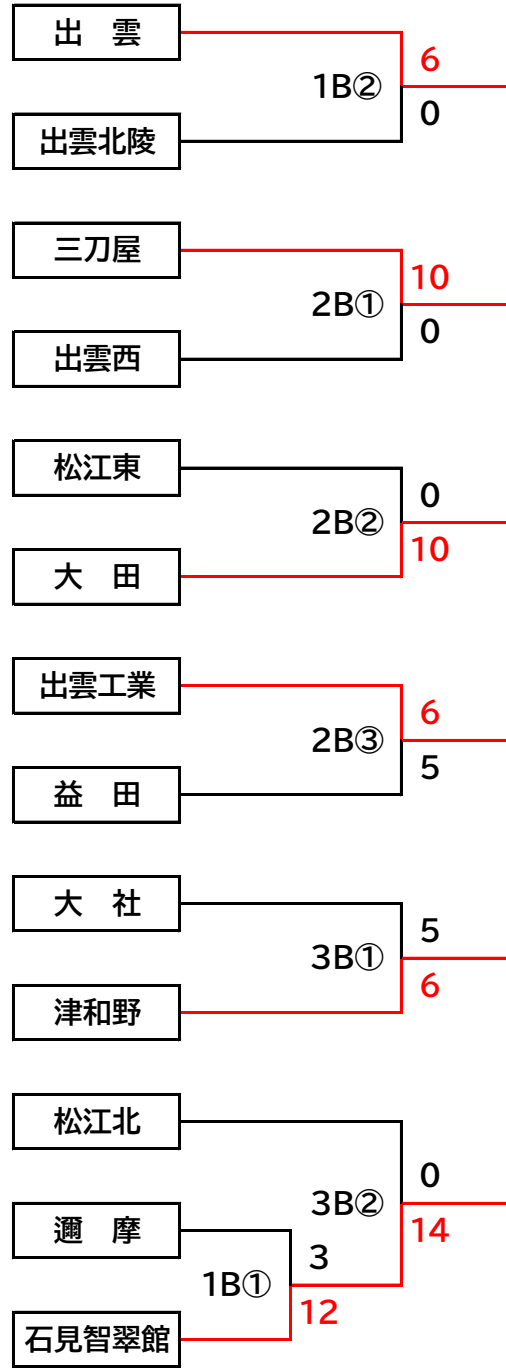 出　雲
6
1B②
0
出雲北陵
三刀屋
10
2B①
0
出雲西
松江東
0
2B②
10
大　田
出雲工業
6
2B③
5
益　田
大　社
5
3B①
6
津和野
松江北
0
3B②
14
邇　摩
3
1B①
12
石見智翠館